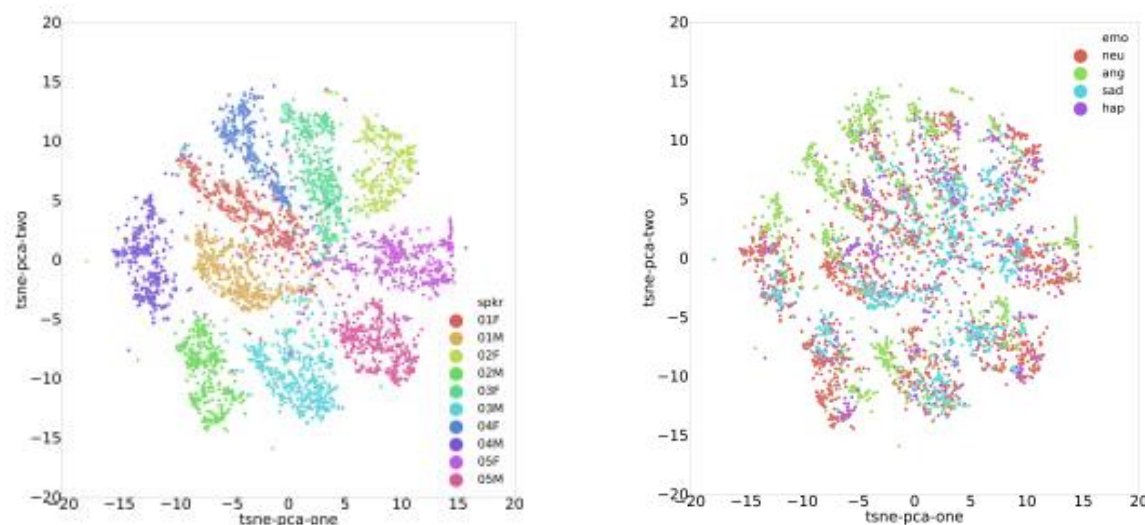 20
15
10
5
0
−5
−10
−15
−20
tsne-pca-two
−20 −15 −10 −5 0 5 10 15 20
tsne-pca-one
spkr
01F
01M
02F
02M
03F
03M
04F
04M
05F
05M
20
15
10
5
0
−5
−10
−15
−20
tsne-pca-two
−20 −15 −10 −5 0 5 10 15 20
tsne-pca-one
emo
neu
ang
sad
hap